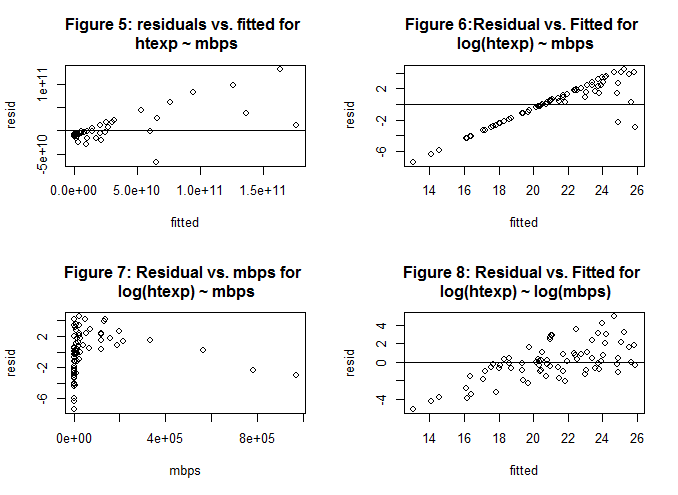 Figure 5: residuals vs. fitted for
htexp ~ mbps
resid
1e+11
-5e+10
0.0e+00 5.0e+10 1.0e+11 1.5e+11
fitted
Figure 6:Residual vs. Fitted for
log(htexp) ~ mbps
resid
2
-2
-6
14 16 18 20 22 24 26
fitted
Figure 7: Residual vs. mbps for
log(htexp) ~ mbps
resid
2
-2
-6
0e+00 4e+05 8e+05
mbps
Figure 8: Residual vs. Fitted for
log(htexp) ~ log(mbps)
resid
4
2
0
-4
14 16 18 20 22 24 26
fitted